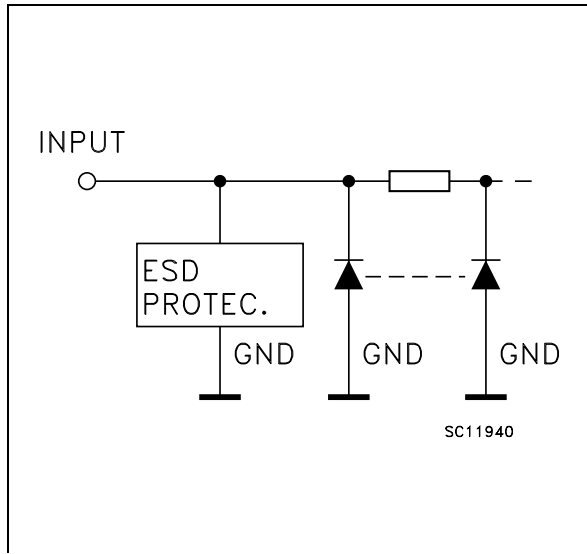 INPUT
ESD
PROTEC.
GND
GND
GND
SC11940